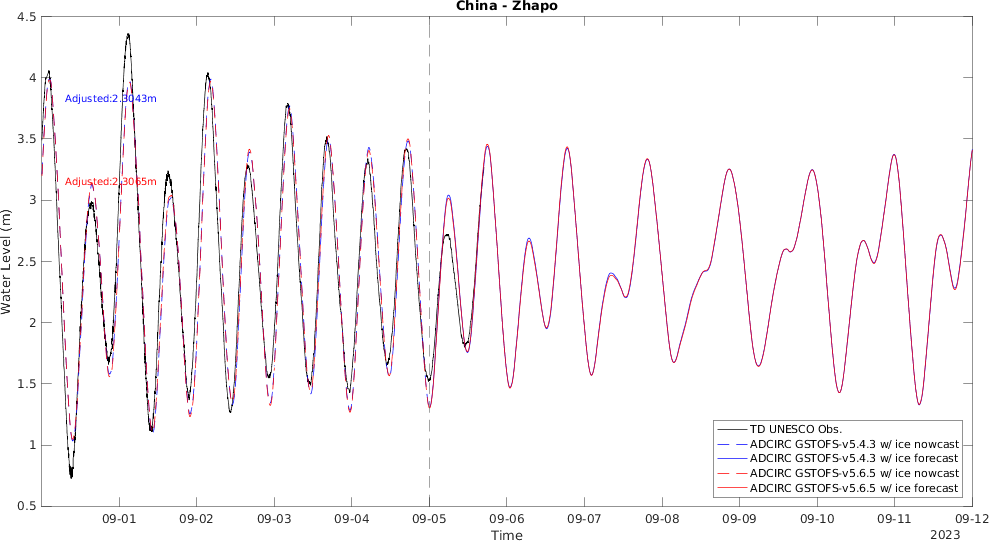 China - Zhapo
Water Level (m)
4.5
4
3.5
3
2.5
2
1.5
1
0.5
Adjusted:2.3043m
Adjusted:2.3065m
TD UNESCO Obs.
ADCIRC GSTOFS-v5.4.3 w/ ice nowcast
ADCIRC GSTOFS-v5.4.3 w/ ice forecast
ADCIRC GSTOFS-v5.6.5 w/ ice nowcast
ADCIRC GSTOFS-v5.6.5 w/ ice forecast
09-01 09-02 09-03 09-04 09-05 09-06 09-07 09-08 09-09 09-10 09-11 09-12
Time
2023